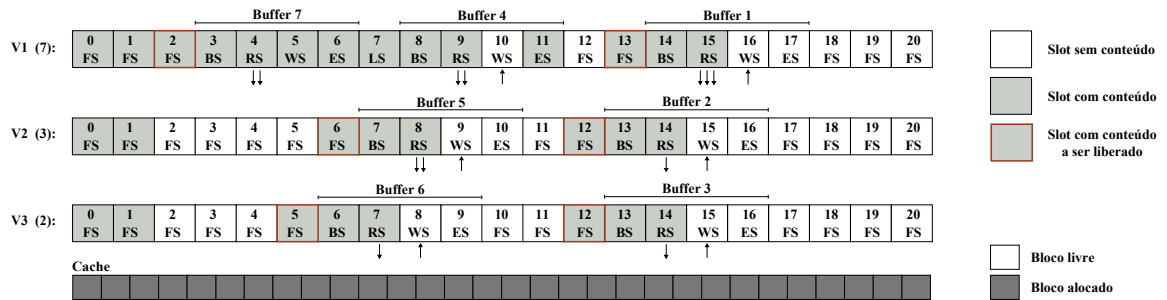 Buffer 7 Buffer 4 Buffer 1
V1 (7): 0 1 2 3 4 5 6 7 8 9 10 11 12 13 14 15 16 17 18 19 20
FS FS FS BS RS WS ES LS BS RS WS ES FS FS BS RS WS ES FS FS FS
Slot sem conteúdo
Buffer 5 Buffer 2
Slot com conteúdo
V2 (3): 0 1 2 3 4 5 6 7 8 9 10 11 12 13 14 15 16 17 18 19 20
FS FS FS FS FS FS FS BS RS WS ES FS FS BS RS WS ES FS FS FS FS
Slot com conteúdo
a ser liberado
Buffer 6 Buffer 3
V3 (2): 0 1 2 3 4 5 6 7 8 9 10 11 12 13 14 15 16 17 18 19 20
FS FS FS FS FS FS BS RS WS ES FS FS FS BS RS WS ES FS FS FS FS
Bloco livre
Cache
Bloco alocado